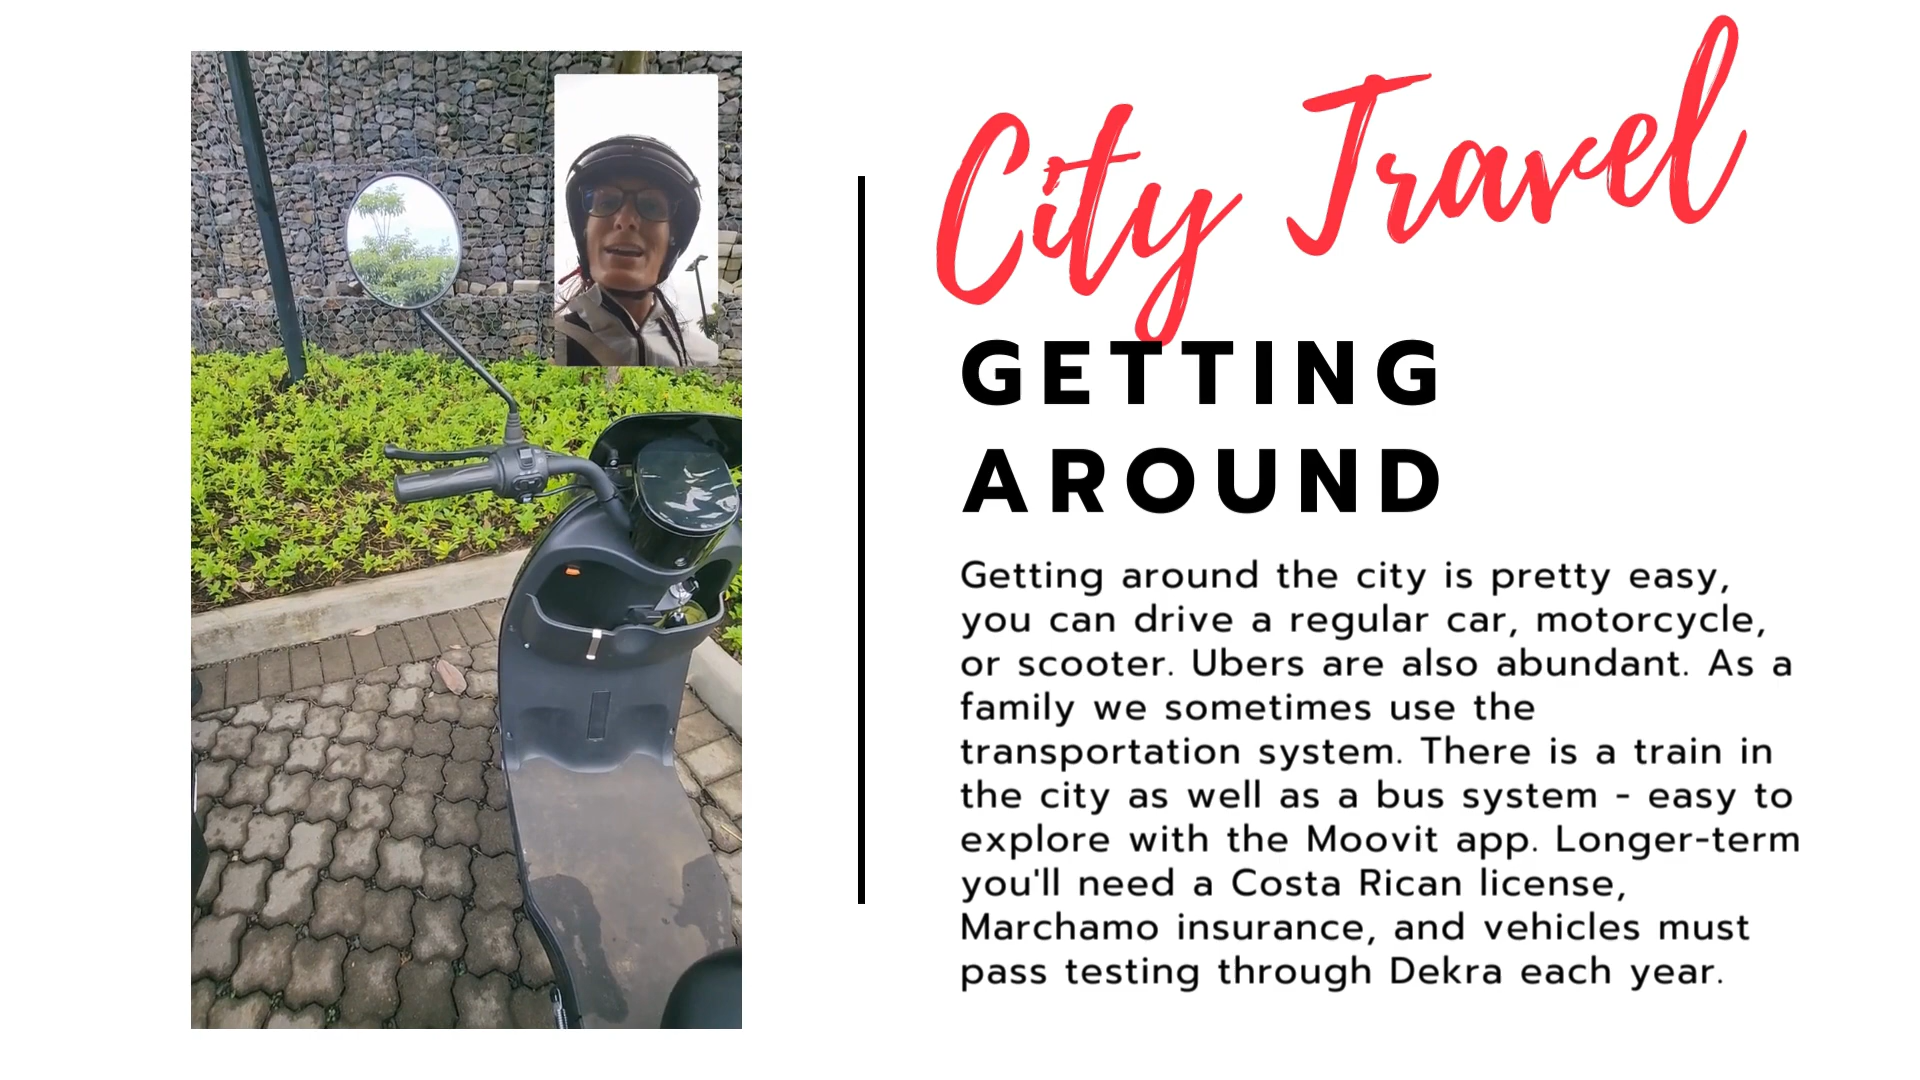 City Travel
GETTING
AROUND
Getting around the city is pretty easy,
you can drive a regular car, motorcycle,
or scooter. Ubers are also abundant. As a
family we sometimes use the
transportation system. There is a train in
the city as well as a bus system - easy to
explore with the Moovit app. Longer-term
you'll need a Costa Rican license,
Marchamo insurance, and vehicles must
pass testing through Dekra each year.